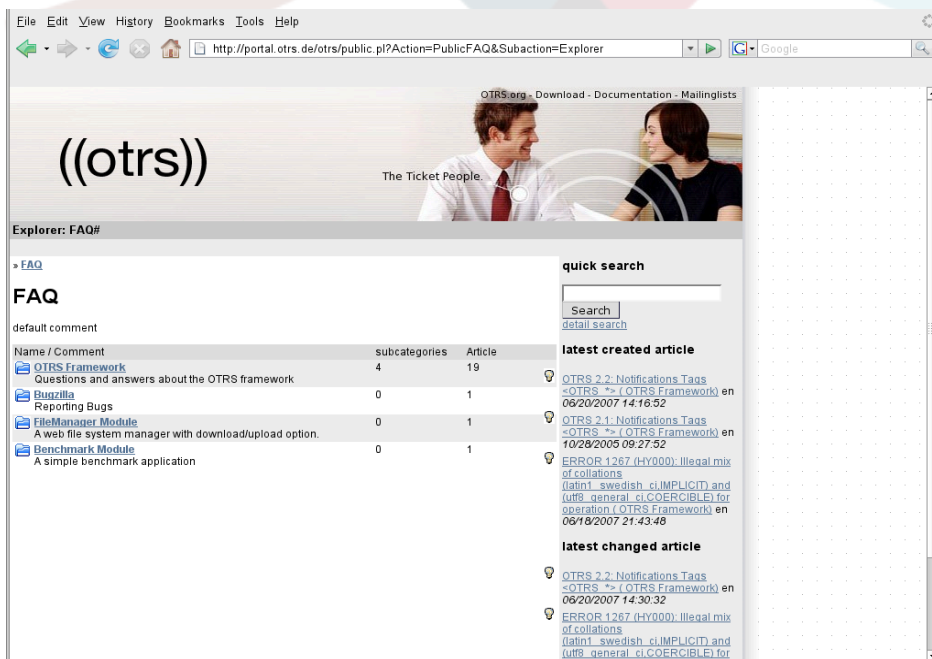 File Edit View History Bookmarks Tools Help
http://portal.otrs.de/otrs/public.pl?Action=PublicFAQ&Subaction=Explorer
G Google
OTRS.org - Download - Documentation - Mailinglists
((otrs))
The Ticket People.
Explorer: FAQ#
» FAQ
FAQ
default comment
Name / Comment subcategories Article
OTRS Framework 4 19
Questions and answers about the OTRS framework
Bugzilla 0 1
Reporting Bugs
FileManager Module 0 1
A web file system manager with download/upload option.
Benchmark Module 0 1
A simple benchmark application
quick search
Search
detail search
latest created article
OTRS 2.2: Notifications Tags
<OTRS_*> ( OTRS Framework) en
06/20/2007 14:16:52
OTRS 2.1: Notifications Tags
<OTRS_*> ( OTRS Framework) en
10/28/2005 09:27:52
ERROR 1267 (HY000): Illegal mix
of collations
(latin1_swedish_ci,IMPLICIT) and
(utf8_general_ci,COERCIBLE) for
operation ( OTRS Framework) en
06/18/2007 21:43:48
latest changed article
OTRS 2.2: Notifications Tags
<OTRS_*> ( OTRS Framework) en
06/20/2007 14:30:32
ERROR 1267 (HY000): Illegal mix
of collations
(latin1_swedish_ci,IMPLICIT) and
(utf8_general_ci,COERCIBLE) for